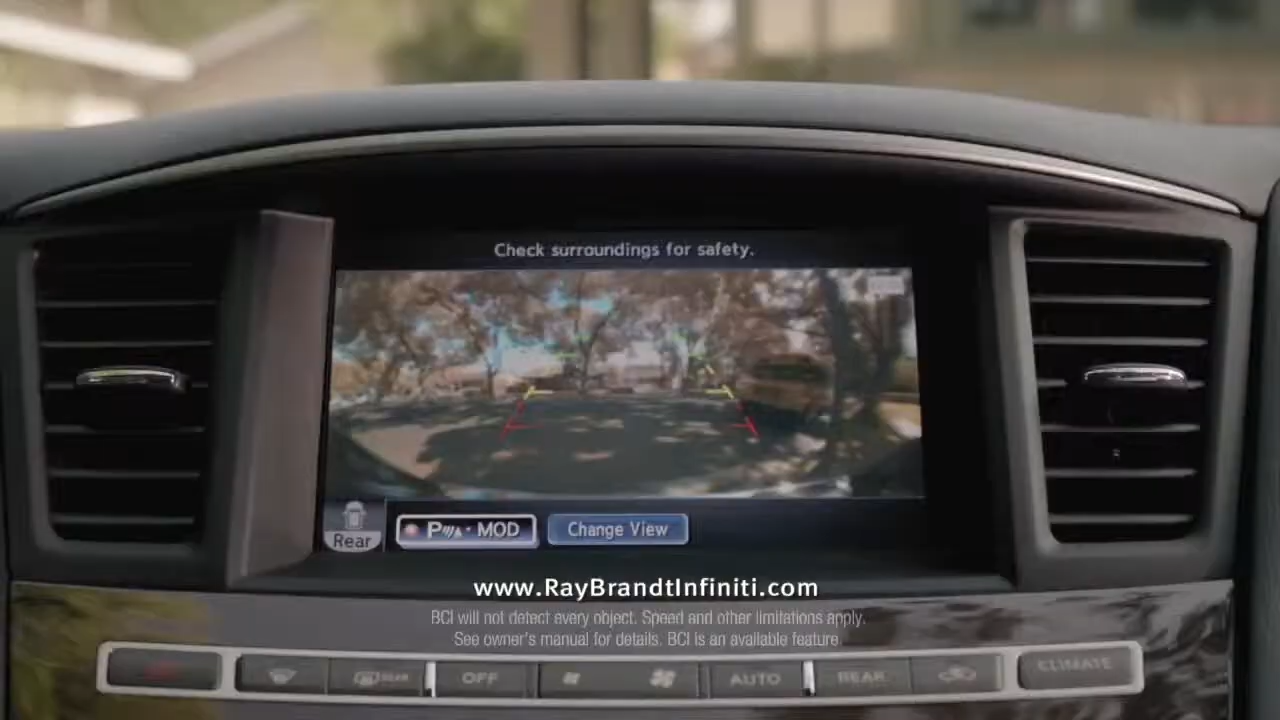 Check surroundings for safety.
Rear
P MOD
Change View
www.RayBrandtInfiniti.com
BCI will not detect every object. Speed and other limitations apply.
See owner's manual for details. BCI is an available feature.
REAR OFF AUTO REAR CLIMATE